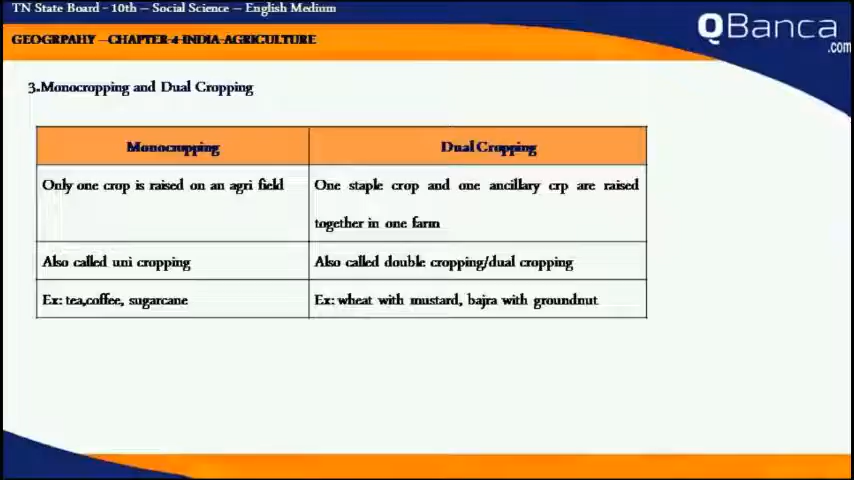 TN State Board - 10th – Social Science – English Medium
QBanca
.com
GEOGRPAHY – CHAPTER 4 INDIA AGRICULTURE
3.Monocropping and Dual Cropping
Monocropping
Dual Cropping
Only one crop is raised on an agri field
One staple crop and one ancillary crp are raised
together in one farm
Also called uni cropping
Also called double cropping/dual cropping
Ex: tea,coffee, sugarcane
Ex: wheat with mustard, bajra with groundnut